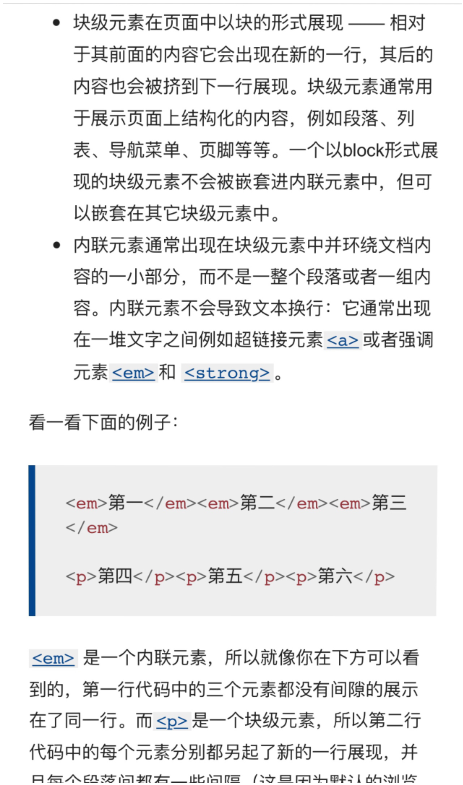 块级元素在页面中以块的形式展现 —— 相对
于其前面的内容它会出现在新的一行，其后的
内容也会被挤到下一行展现。块级元素通常用
于展示页面上结构化的内容，例如段落、列
表、导航菜单、页脚等等。一个以block形式展
现的块级元素不会被嵌套进内联元素中，但可
以嵌套在其它块级元素中。
内联元素通常出现在块级元素中并环绕文档内
容的一小部分，而不是一整个段落或者一组内
容。内联元素不会导致文本换行：它通常出现
在一堆文字之间例如超链接元素<a>或者强调
元素<em>和 <strong>。
看一看下面的例子：
<em>第一</em><em>第二</em><em>第三
</em>
<p>第四</p><p>第五</p><p>第六</p>
<em> 是一个内联元素，所以就像你在下方可以看
到的，第一行代码中的三个元素都没有间隙的展示
在了同一行。而<p>是一个块级元素，所以第二行
代码中的每个元素分别都另起了新的一行展现，并
且每个段落间都有一些间隔（这是因为默认的浏览